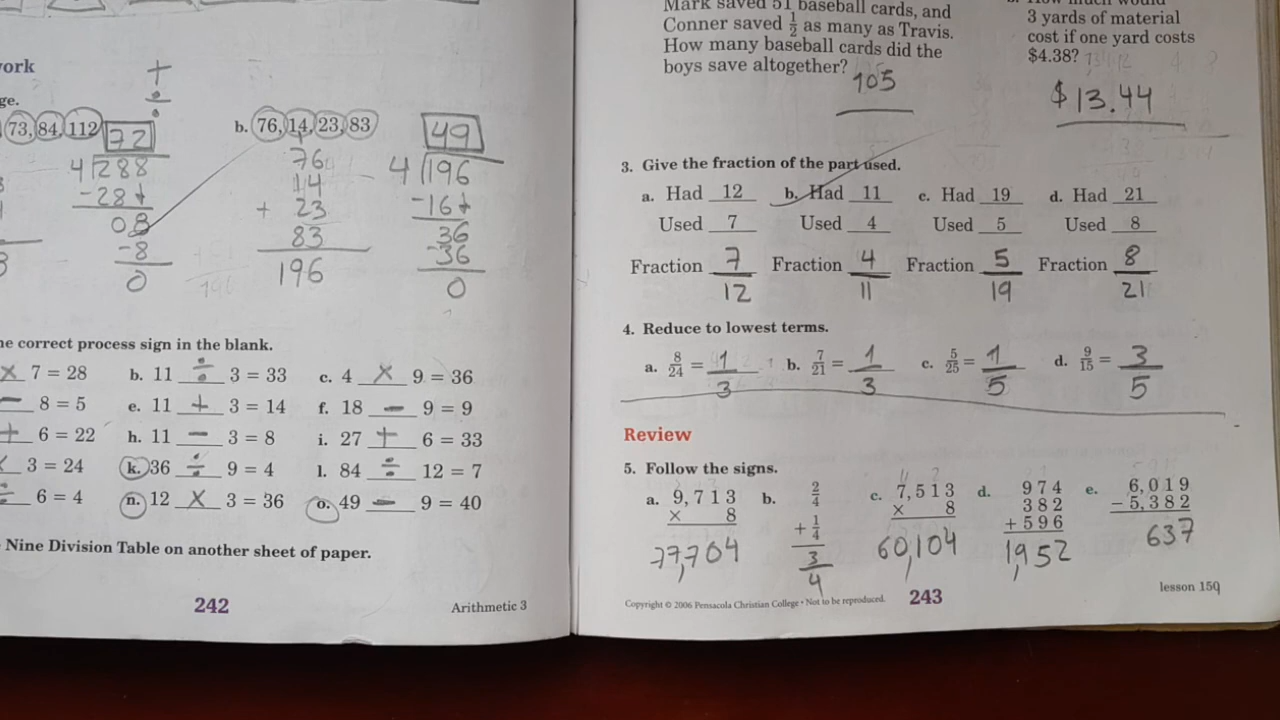 ork
ge.
73, 84, 112
72
4 288
-28
08
-8
0
b. 76, 14, 23, 83
76
14
+ 23
83
196
49
4 196
-16
36
-36
0
e correct process sign in the blank.
x 7 = 28 b. 11 ÷ 3 = 33 c. 4 x 9 = 36
- 8 = 5 e. 11 + 3 = 14 f. 18 - 9 = 9
+ 6 = 22 h. 11 - 3 = 8 i. 27 + 6 = 33
3 = 24 k. 36 ÷ 9 = 4 l. 84 ÷ 12 = 7
÷ 6 = 4 n. 12 x 3 = 36 o. 49 - 9 = 40
Nine Division Table on another sheet of paper.
242 Arithmetic 3
Mark saved 51 baseball cards, and
Conner saved 1/2 as many as Travis.
How many baseball cards did the
boys save altogether?
105
3 yards of material
cost if one yard costs
$4.38?
$13.44
3. Give the fraction of the part used.
a. Had 12 b. Had 11 c. Had 19 d. Had 21
Used 7 Used 4 Used 5 Used 8
Fraction 7/12 Fraction 4/11 Fraction 5/19 Fraction 8/21
4. Reduce to lowest terms.
a. 8/24 = 1/3 b. 7/21 = 1/3 c. 5/25 = 1/5 d. 9/15 = 3/5
Review
5. Follow the signs.
a. 9,713 b. 2/4 c. 7,513 d. 974 e. 6,019
x 8 + 1/4 x 8 382 - 5,382
+ 596
77,704 3/4 60,104 1,952 637
Copyright © 2006 Pensacola Christian College • Not to be reproduced. 243 lesson 150